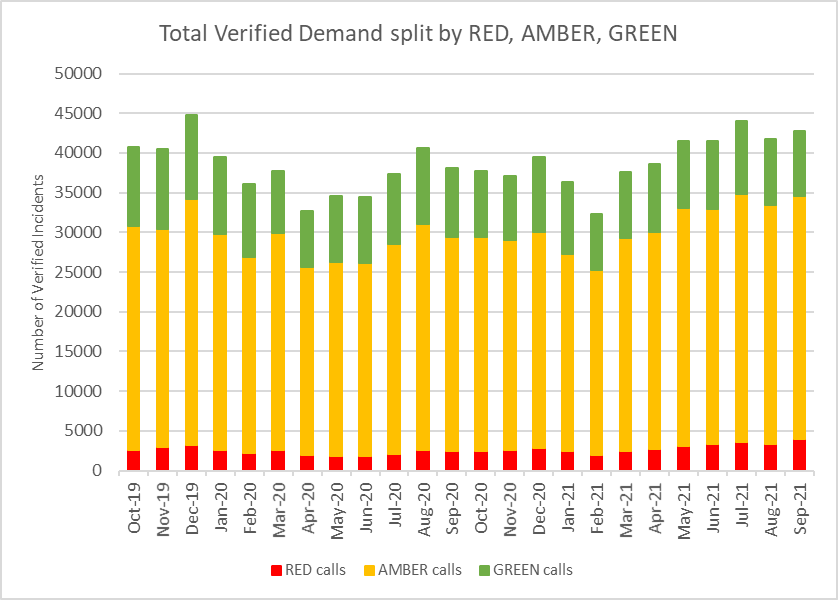 Total Verified Demand split by RED, AMBER, GREEN
Number of Verified Incidents
50000
45000
40000
35000
30000
25000
20000
15000
10000
5000
0
Oct-19
Nov-19
Dec-19
Jan-20
Feb-20
Mar-20
Apr-20
May-20
Jun-20
Jul-20
Aug-20
Sep-20
Oct-20
Nov-20
Dec-20
Jan-21
Feb-21
Mar-21
Apr-21
May-21
Jun-21
Jul-21
Aug-21
Sep-21
RED calls
AMBER calls
GREEN calls